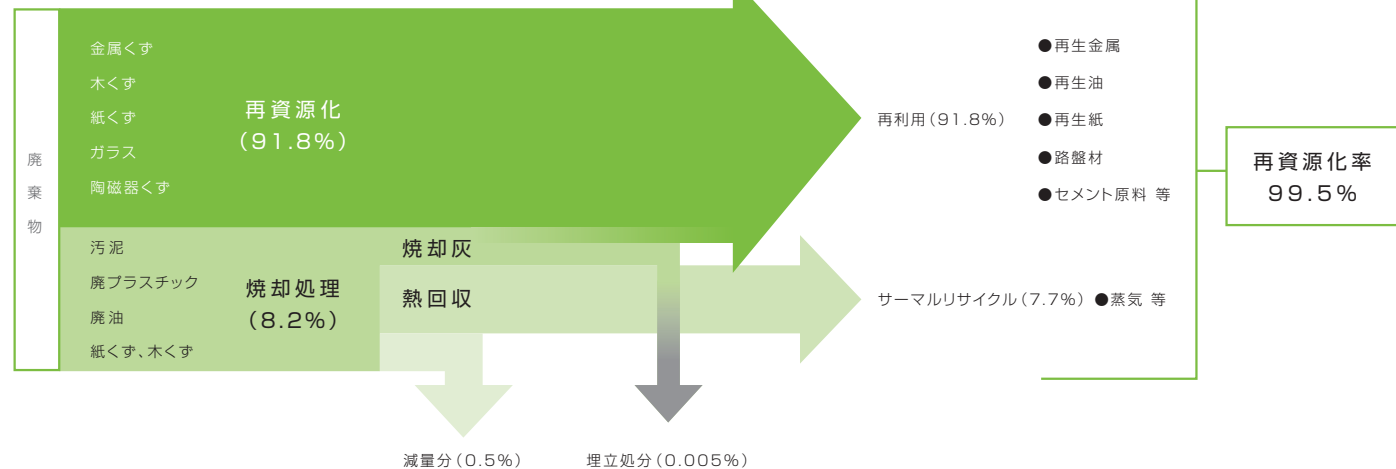 廃棄物
金属くず
木くず
紙くず
ガラス
陶磁器くず
再資源化
(91.8%)
汚泥
廃プラスチック
廃油
紙くず、木くず
焼却処理
(8.2%)
焼却灰
熱回収
減量分(0.5%)
埋立処分(0.005%)
再利用(91.8%)
●再生金属
●再生油
●再生紙
●路盤材
●セメント原料 等
サーマルリサイクル(7.7%) ●蒸気 等
再資源化率
99.5%